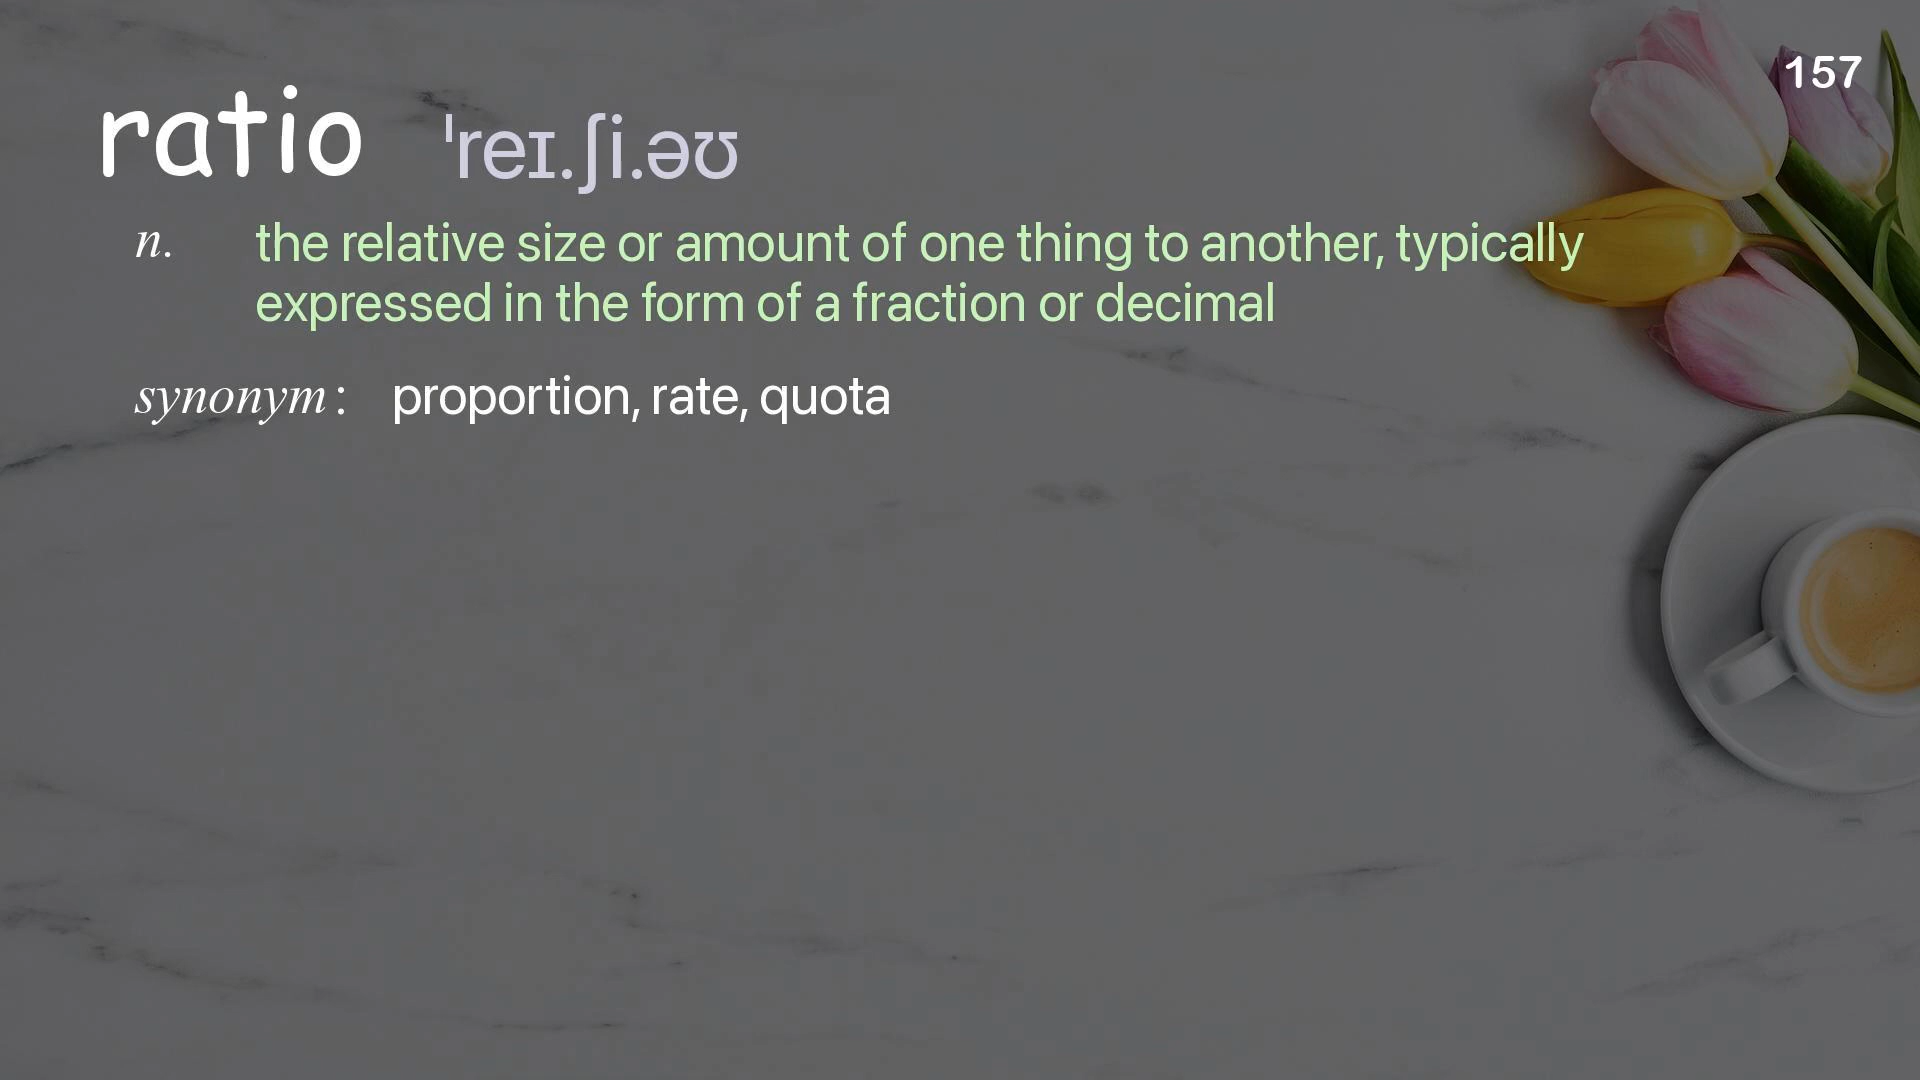 157
ratio ˈreɪ.ʃi.əʊ
n. the relative size or amount of one thing to another, typically
expressed in the form of a fraction or decimal
synonym : proportion, rate, quota